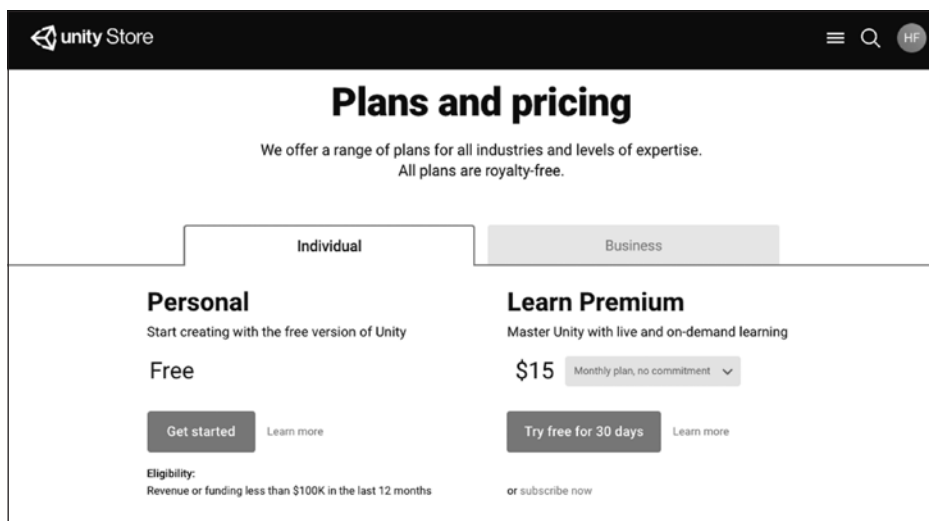 unity Store
HF
Plans and pricing
We offer a range of plans for all industries and levels of expertise.
All plans are royalty-free.
Individual
Business
Personal
Start creating with the free version of Unity
Free
Get started
Learn more
Eligibility:
Revenue or funding less than $100K in the last 12 months
Learn Premium
Master Unity with live and on-demand learning
$15
Monthly plan, no commitment
Try free for 30 days
Learn more
or subscribe now